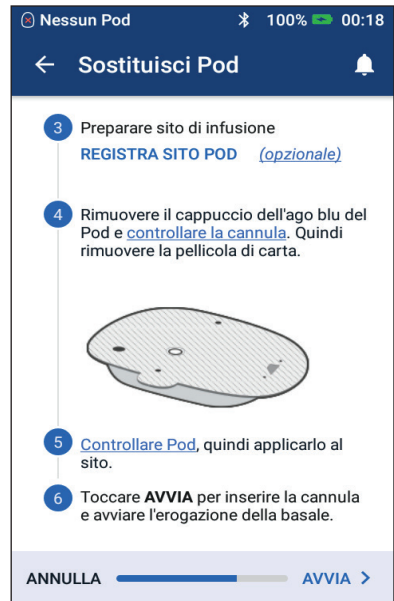 Nessun Pod 100% 00:18
Sostituisci Pod
3 Preparare sito di infusione
REGISTRA SITO POD (opzionale)
4 Rimuovere il cappuccio dell'ago blu del
Pod e controllare la cannula. Quindi
rimuovere la pellicola di carta.
5 Controllare Pod, quindi applicarlo al
sito.
6 Toccare AVVIA per inserire la cannula
e avviare l'erogazione della basale.
ANNULLA AVVIA